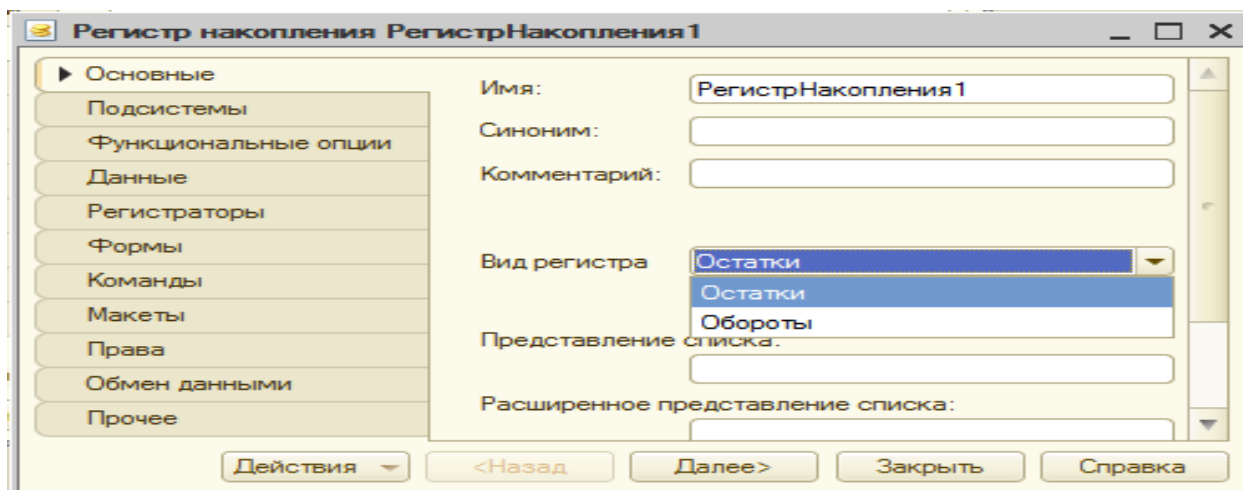 Регистр накопления РегистрНакопления1
Основные
Подсистемы
Функциональные опции
Данные
Регистраторы
Формы
Команды
Макеты
Права
Обмен данными
Прочее
Имя:
РегистрНакопления1
Синоним:
Комментарий:
Вид регистра
Остатки
Остатки
Обороты
Представление списка:
Расширенное представление списка:
Действия
<Назад
Далее>
Закрыть
Справка